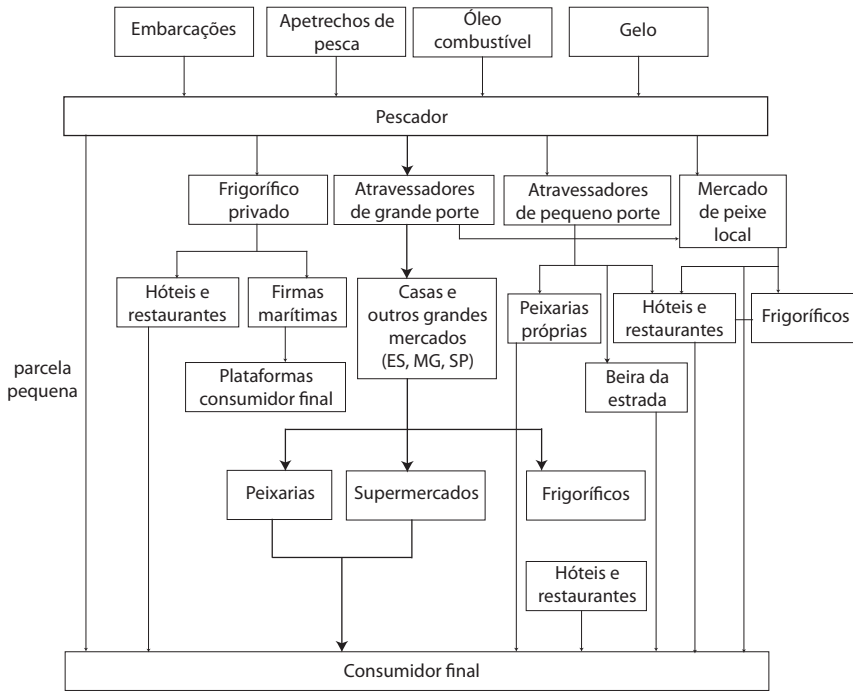 Embarcações
Apetrechos de
pesca
Óleo
combustível
Gelo
Pescador
Frigorífico
privado
Atravessadores
de grande porte
Atravessadores
de pequeno porte
Mercado
de peixe
local
Hóteis e
restaurantes
Firmas
marítimas
Casas e
outros grandes
mercados
(ES, MG, SP)
Peixarias
próprias
Hóteis e
restaurantes
Frigoríficos
parcela
pequena
Plataformas
consumidor final
Beira da
estrada
Peixarias
Supermercados
Frigoríficos
Hóteis e
restaurantes
Consumidor final